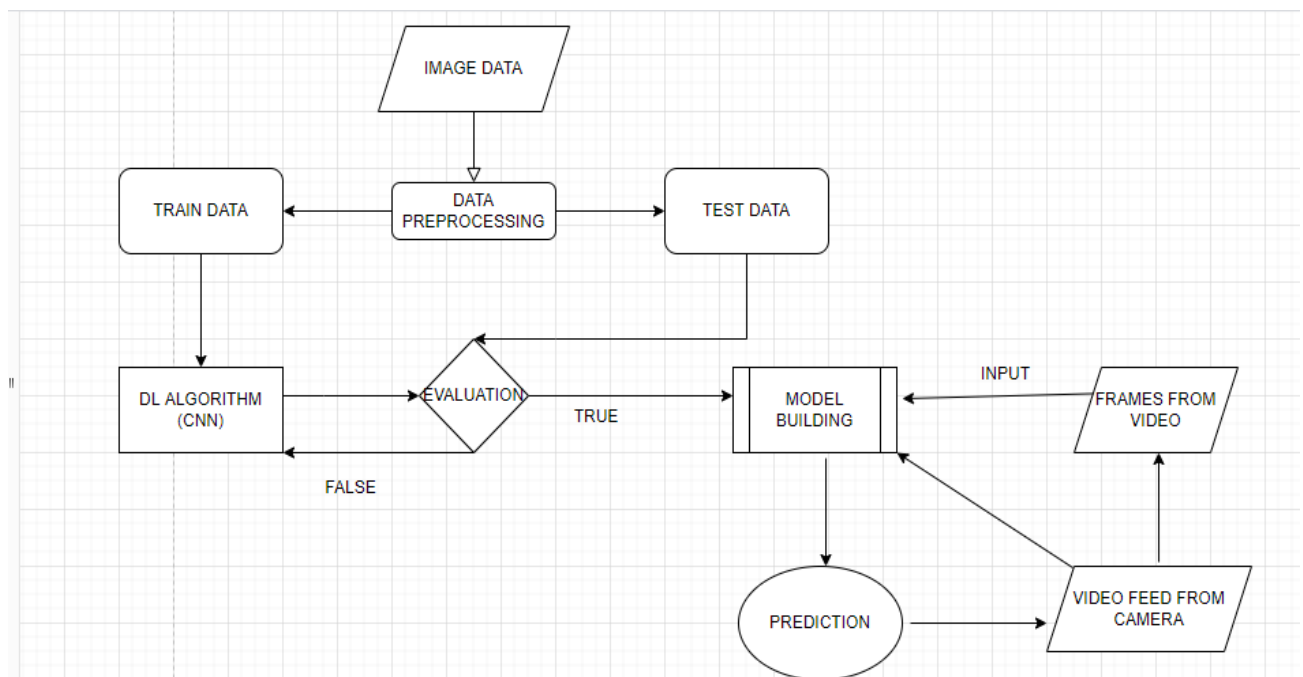 IMAGE DATA
TRAIN DATA
DATA
PREPROCESSING
TEST DATA
DL ALGORITHM
(CNN)
EVALUATION
TRUE
FALSE
MODEL
BUILDING
INPUT
FRAMES FROM
VIDEO
PREDICTION
VIDEO FEED FROM
CAMERA